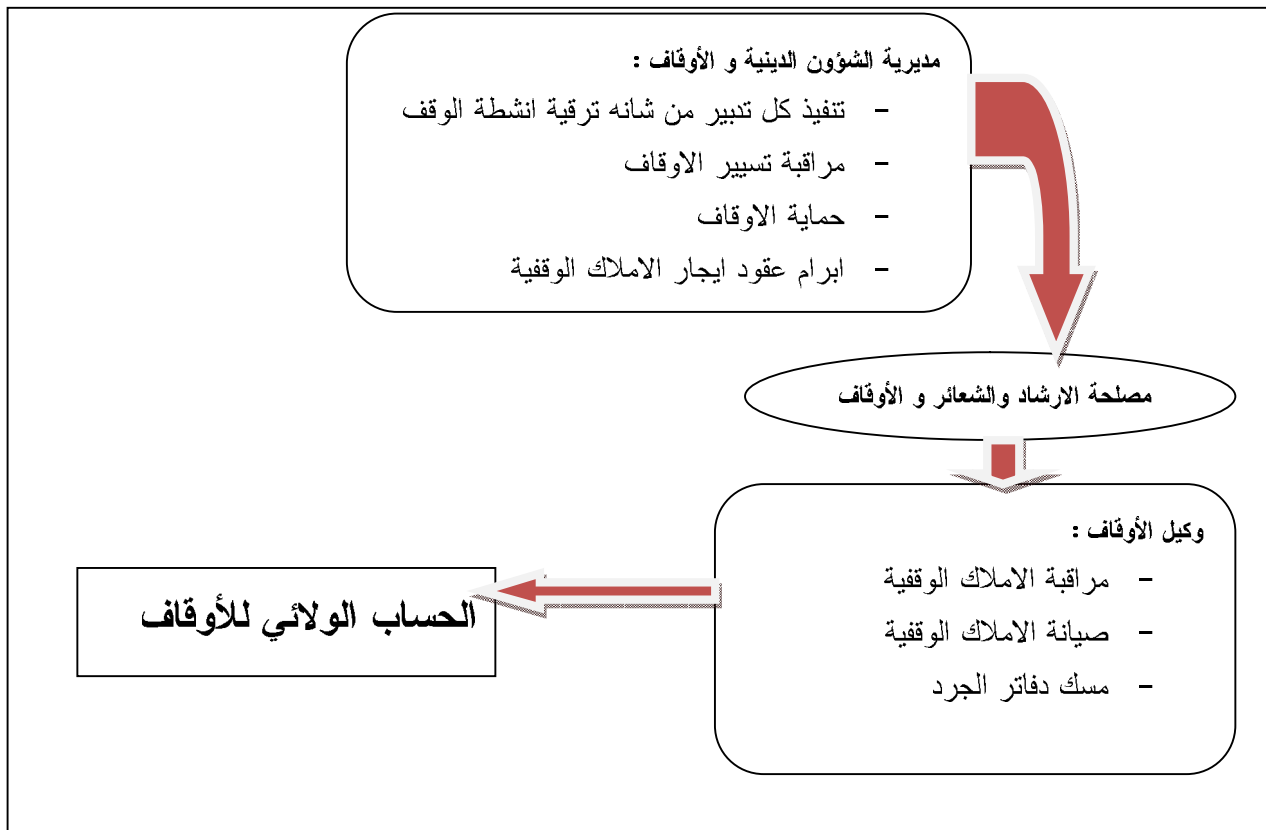 مديرية الشؤون الدينية و الأوقاف :
- تنفيذ كل تدبير من شانه ترقية انشطة الوقف
- مراقبة تسيير الاوقاف
- حماية الاوقاف
- ابرام عقود ايجار الاملاك الوقفية
مصلحة الارشاد والشعائر و الأوقاف
وكيل الأوقاف :
- مراقبة الاملاك الوقفية
- صيانة الاملاك الوقفية
- مسك دفاتر الجرد
الحساب الولائي للأوقاف